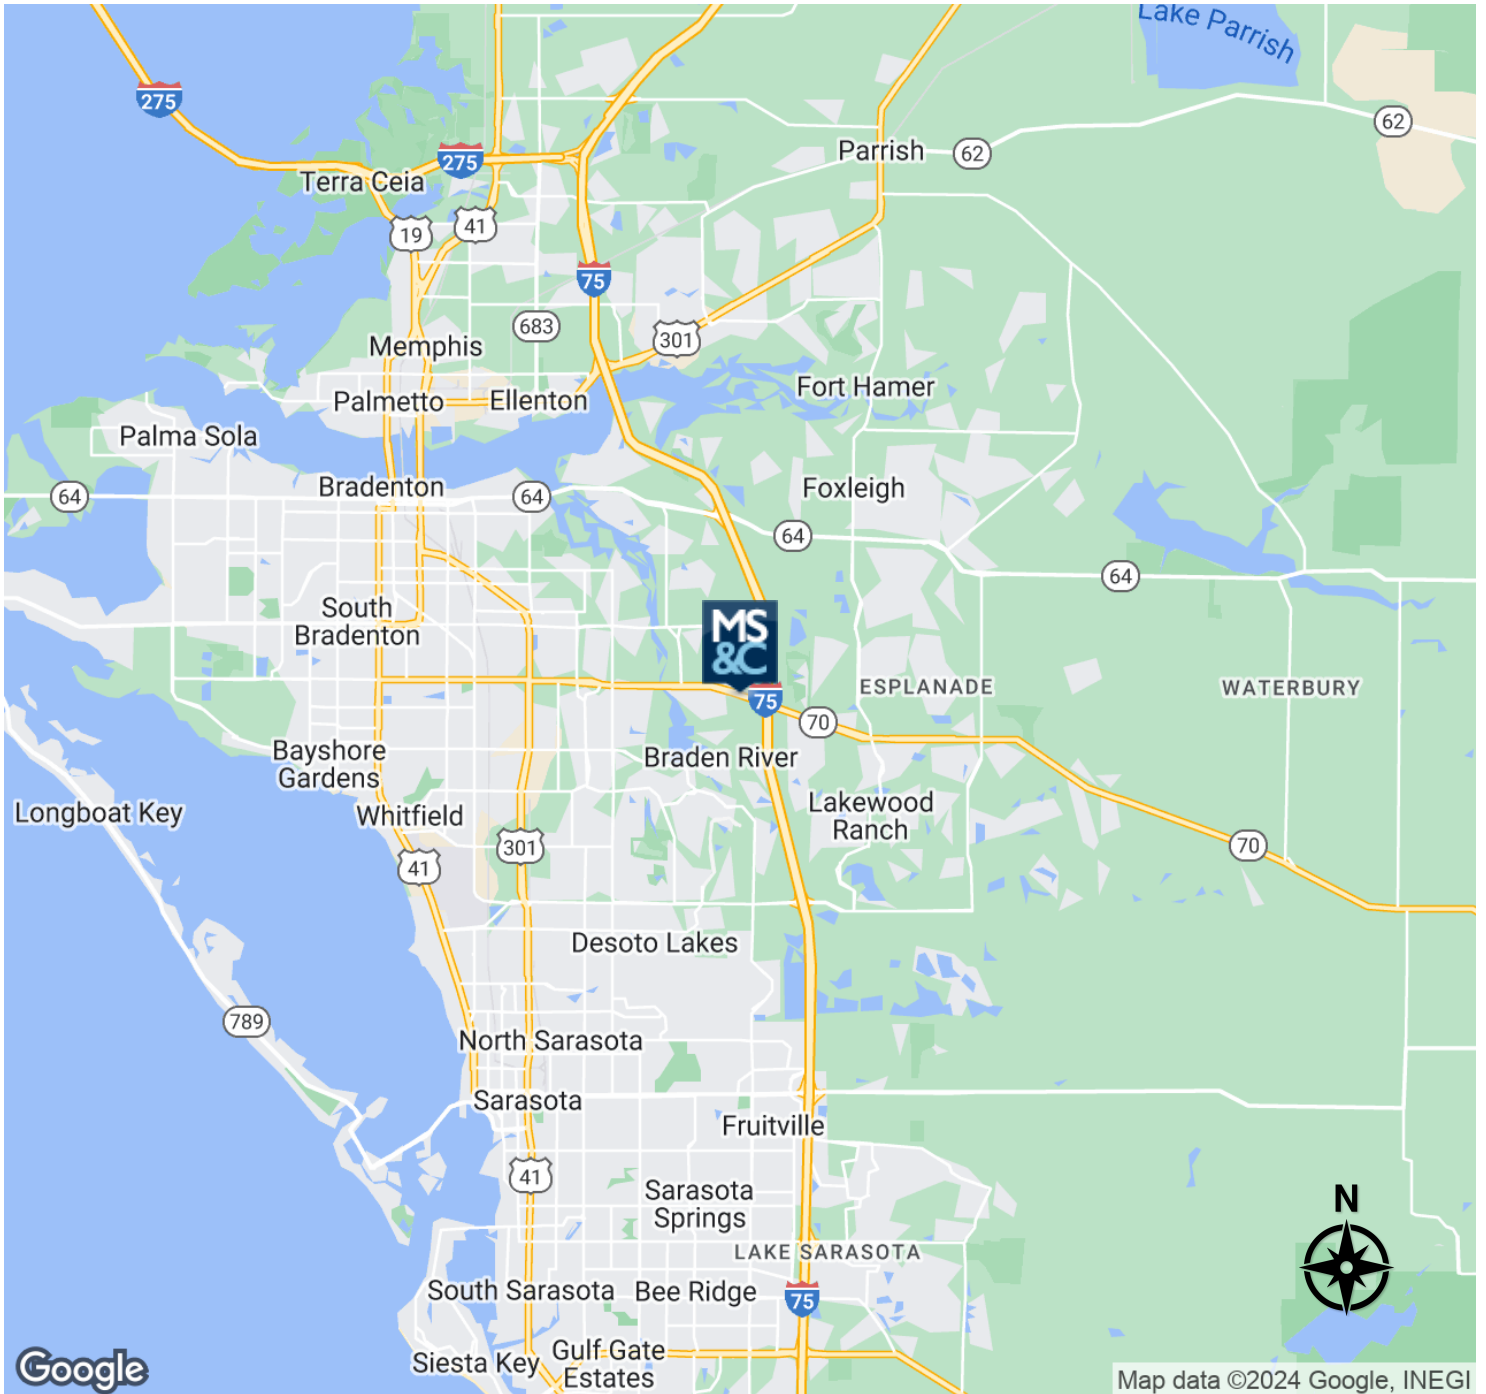 Lake Parrish
275
62
Parrish
62
275
Terra Ceia
41
19
75
683
301
Memphis
Fort Hamer
Palmetto
Ellenton
Palma Sola
Bradenton
Foxleigh
64
64
64
64
South
Bradenton
MS
&C
ESPLANADE
WATERBURY
75
70
Bayshore
Gardens
Braden River
Longboat Key
Whitfield
Lakewood
Ranch
301
70
41
Desoto Lakes
789
North Sarasota
Sarasota
Fruitville
41
Sarasota
Springs
N
LAKE SARASOTA
South Sarasota
Bee Ridge
75
Siesta Key
Gulf Gate
Estates
Google
Map data ©2024 Google, INEGI